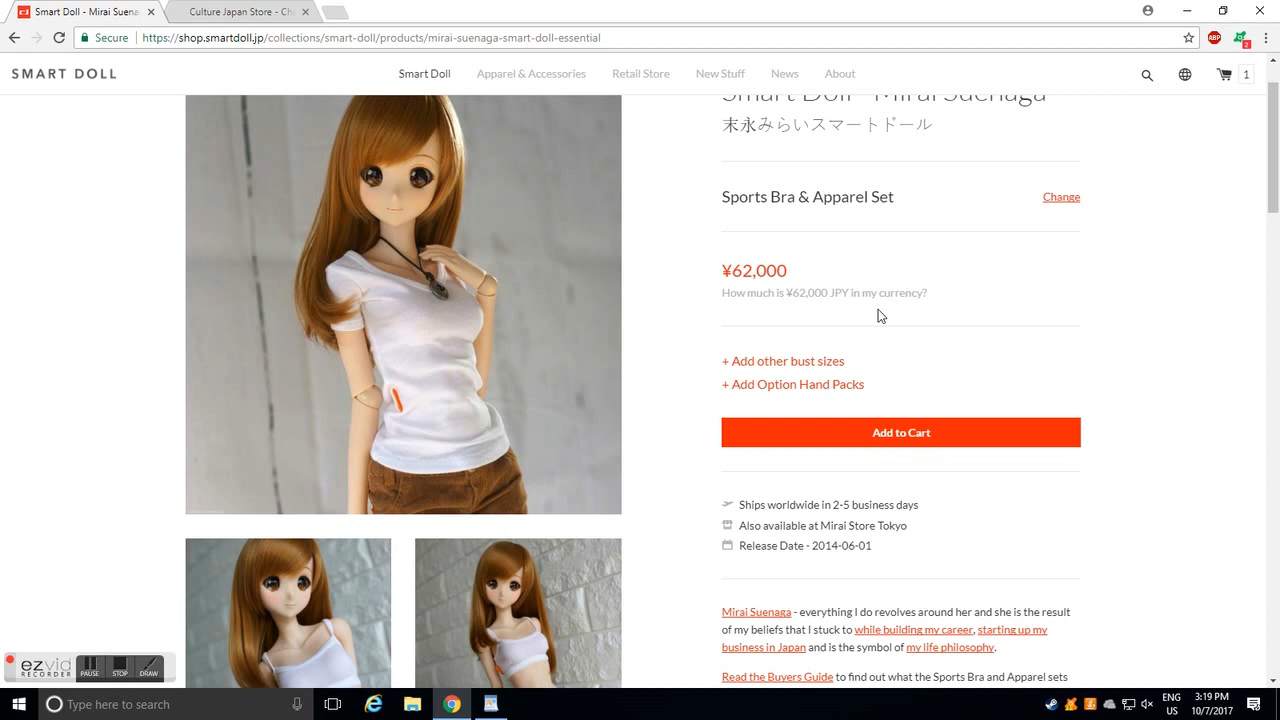 Smart Doll - Mirai Suena
Culture Japan Store - Ch
Secure
https://shop.smartdoll.jp/collections/smart-doll/products/mirai-suenaga-smart-doll-essential
ABP
2
SMART DOLL
Smart Doll
Apparel & Accessories
Retail Store
New Stuff
News
About
1
Smart Doll - Mirai Suenaga
末永みらいスマートドール
Sports Bra & Apparel Set
Change
¥62,000
How much is ¥62,000 JPY in my currency?
+ Add other bust sizes
+ Add Option Hand Packs
Add to Cart
Ships worldwide in 2-5 business days
Also available at Mirai Store Tokyo
Release Date - 2014-06-01
Mirai Suenaga - everything I do revolves around her and she is the result
of my beliefs that I stuck to while building my career, starting up my
business in Japan and is the symbol of my life philosophy.
Read the Buyers Guide to find out what the Sports Bra and Apparel sets
ezvid
RECORDER
PAUSE
STOP
DRAW
Type here to search
ENG
US
3:19 PM
10/7/2017